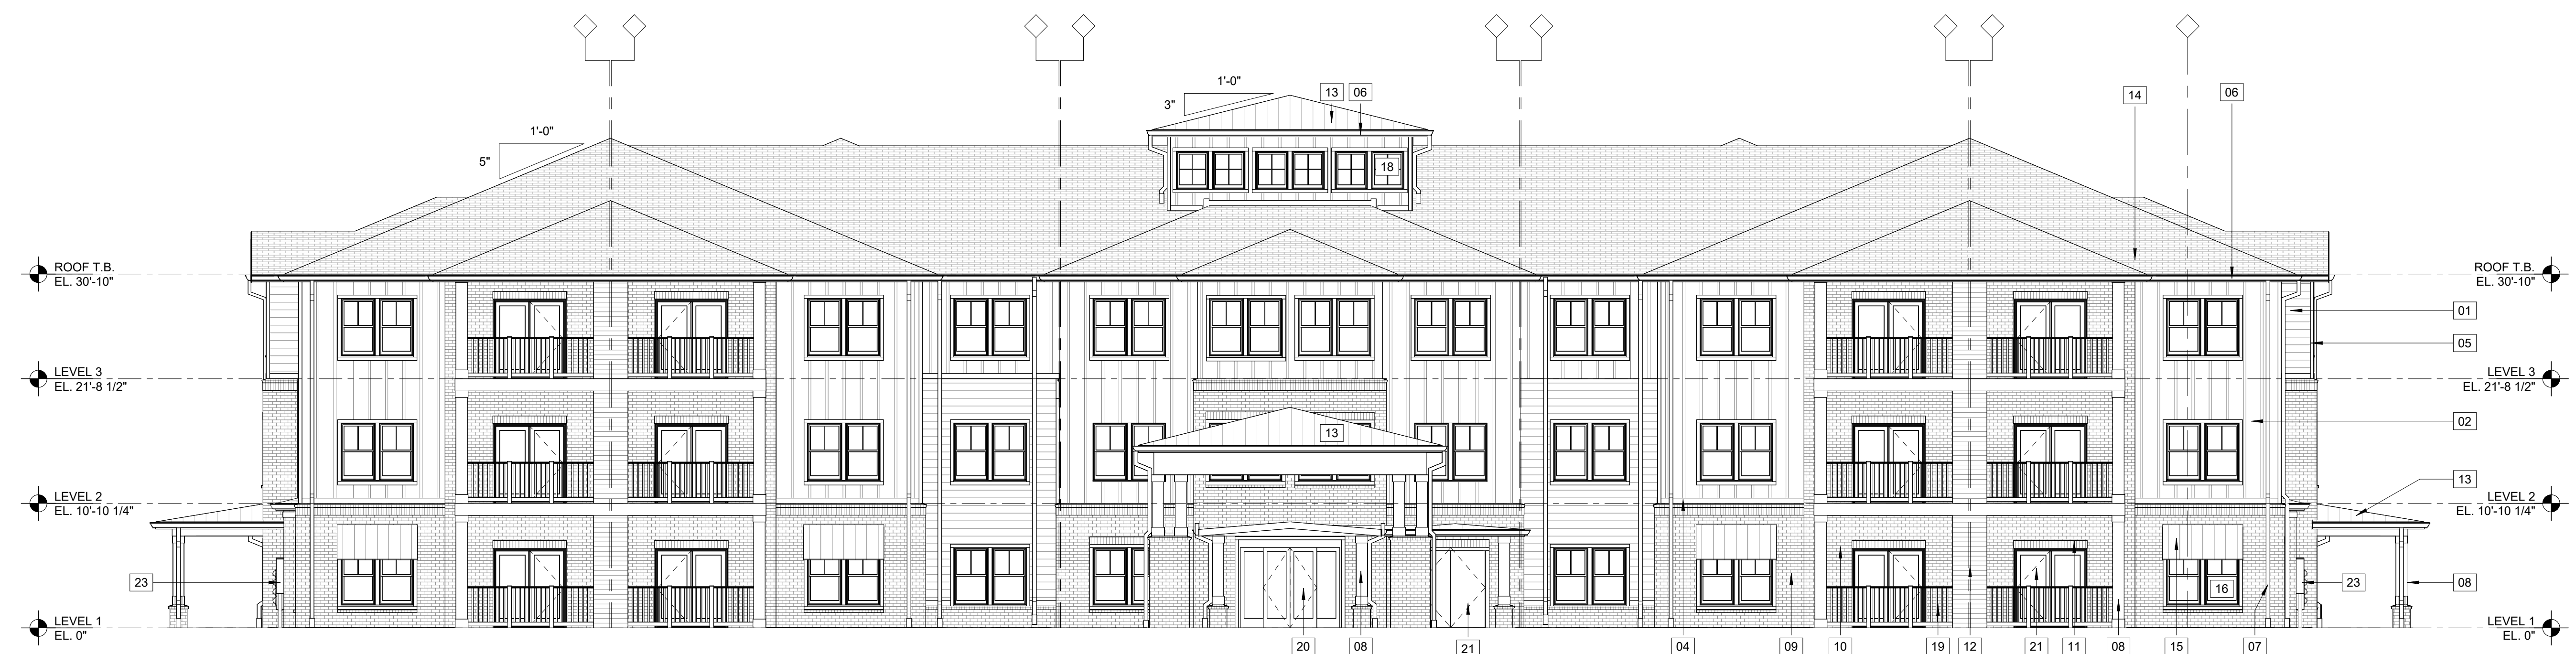 1'-0"
3"
13
06
14
06
1'-0"
5"
18
ROOF T.B.
EL. 30'-10"
ROOF T.B.
EL. 30'-10"
01
05
LEVEL 3
EL. 21'-8 1/2"
LEVEL 3
EL. 21'-8 1/2"
02
13
13
LEVEL 2
EL. 10'-10 1/4"
LEVEL 2
EL. 10'-10 1/4"
23
16
23
08
LEVEL 1
EL. 0"
LEVEL 1
EL. 0"
20
08
21
04
09
10
19
12
21
11
08
15
07